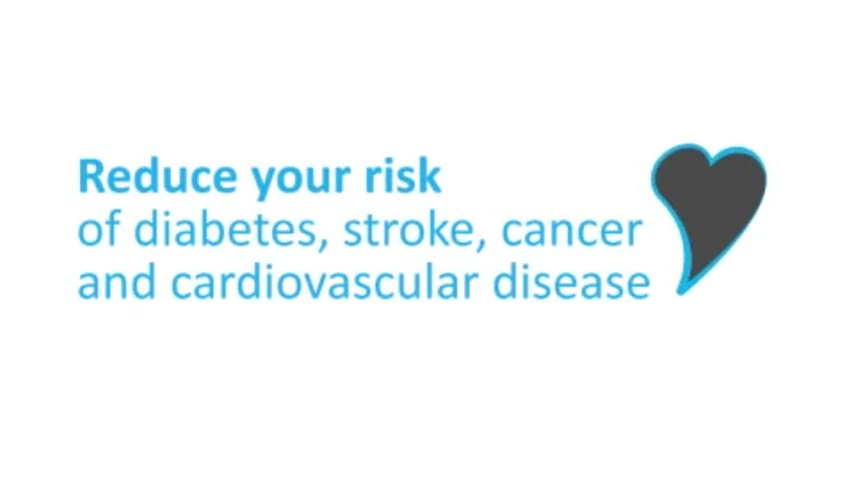 Reduce your risk
of diabetes, stroke, cancer
and cardiovascular disease